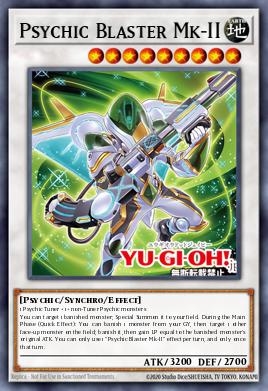 PSYCHIC BLASTER MK-II
EARTH
地
YU-GI-OH!
無断転載禁止
[Psychic/Synchro/Effect]
1 Psychic Tuner + 1+ non-Tuner Psychic monsters
You can target 1 banished monster; Special Summon it to your field. During the Main
Phase (Quick Effect): You can banish 1 monster from your GY, then target 1 other
face-up monster on the field; banish it, then gain LP equal to the banished monster's
original ATK. You can only use 1 "Psychic Blaster Mk-II" effect per turn, and only once
that turn.
ATK/3200 DEF/2700
Replica - Not For Use in Sanctioned Tournaments.
©2020 Studio Dice/SHUEISHA, TV TOKYO, KONAMI